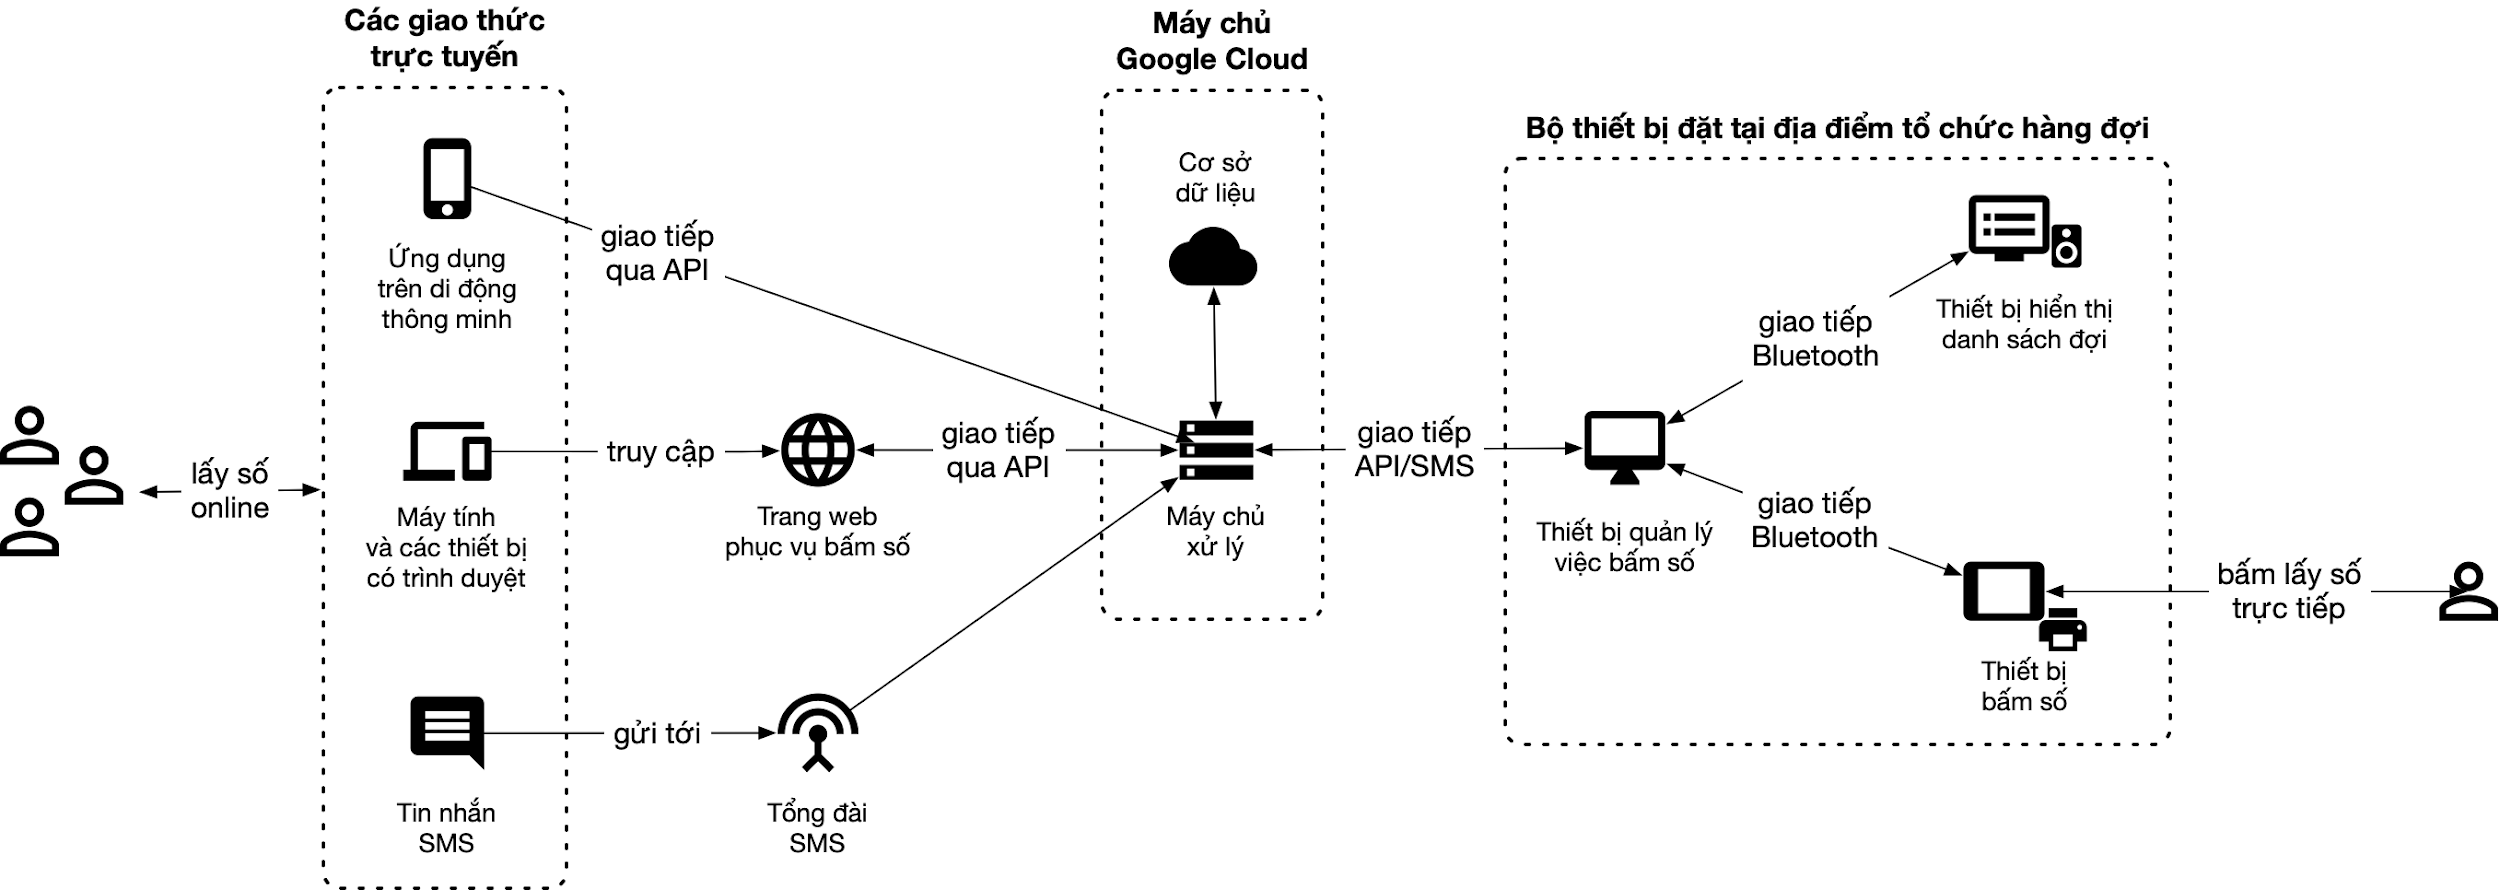 Các giao thức
trực tuyến
Ứng dụng
trên di động
thông minh
giao tiếp
qua API
lấy số
online
Máy tính
và các thiết bị
có trình duyệt
truy cập
Trang web
phục vụ bấm số
giao tiếp
qua API
Tin nhắn
SMS
gửi tới
Tổng đài
SMS
Máy chủ
Google Cloud
Cơ sở
dữ liệu
Máy chủ
xử lý
giao tiếp
API/SMS
Bộ thiết bị đặt tại địa điểm tổ chức hàng đợi
Thiết bị quản lý
việc bấm số
giao tiếp
Bluetooth
Thiết bị hiển thị
danh sách đợi
giao tiếp
Bluetooth
Thiết bị
bấm số
bấm lấy số
trực tiếp